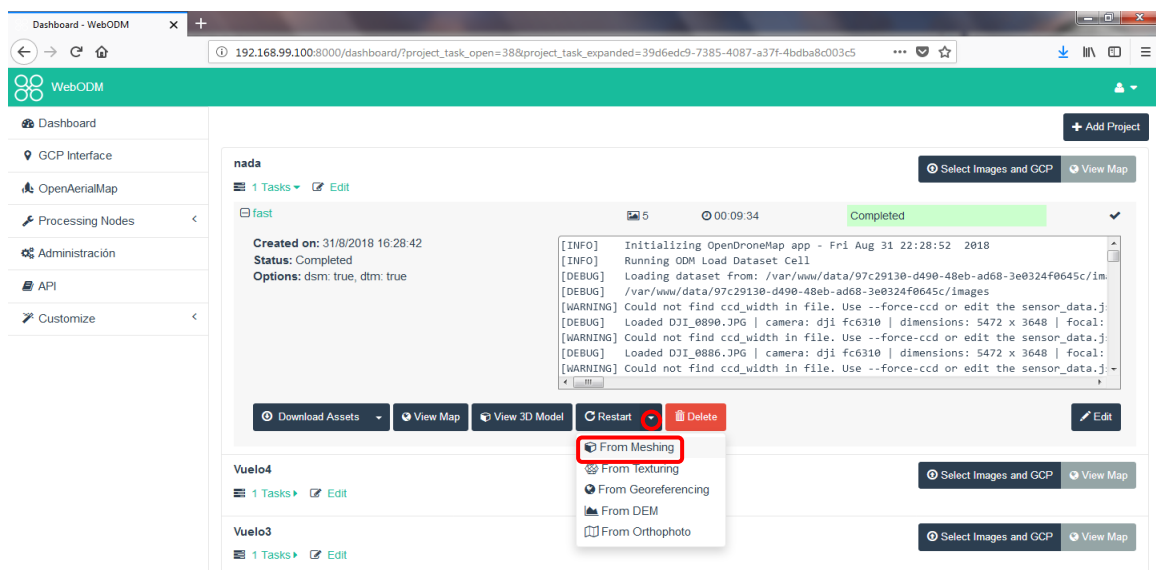 Dashboard - WebODM
192.168.99.100:8000/dashboard/?project_task_open=38&project_task_expanded=39d6edc9-7385-4087-a37f-4bdba8c003c5
WebODM
Dashboard
GCP Interface
OpenAerialMap
Processing Nodes
Administración
API
Customize
Add Project
nada
Select Images and GCP View Map
1 Tasks Edit
fast 5 00:09:34 Completed
Created on: 31/8/2018 16:28:42
Status: Completed
Options: dsm: true, dtm: true
[INFO] Initializing OpenDroneMap app - Fri Aug 31 22:28:52 2018
[INFO] Running ODM Load Dataset Cell
[DEBUG] Loading dataset from: /var/www/data/97c29130-d490-48eb-ad68-3e0324f0645c/im
[DEBUG] /var/www/data/97c29130-d490-48eb-ad68-3e0324f0645c/images
[WARNING] Could not find ccd_width in file. Use --force-ccd or edit the sensor_data.j
[DEBUG] Loaded DJI_0890.JPG | camera: dji fc6310 | dimensions: 5472 x 3648 | focal:
[WARNING] Could not find ccd_width in file. Use --force-ccd or edit the sensor_data.j
[DEBUG] Loaded DJI_0886.JPG | camera: dji fc6310 | dimensions: 5472 x 3648 | focal:
[WARNING] Could not find ccd_width in file. Use --force-ccd or edit the sensor_data.j
Download Assets View Map View 3D Model Restart Delete Edit
From Meshing
From Texturing
From Georeferencing
From DEM
From Orthophoto
Vuelo4
Select Images and GCP View Map
1 Tasks Edit
Vuelo3
Select Images and GCP View Map
1 Tasks Edit